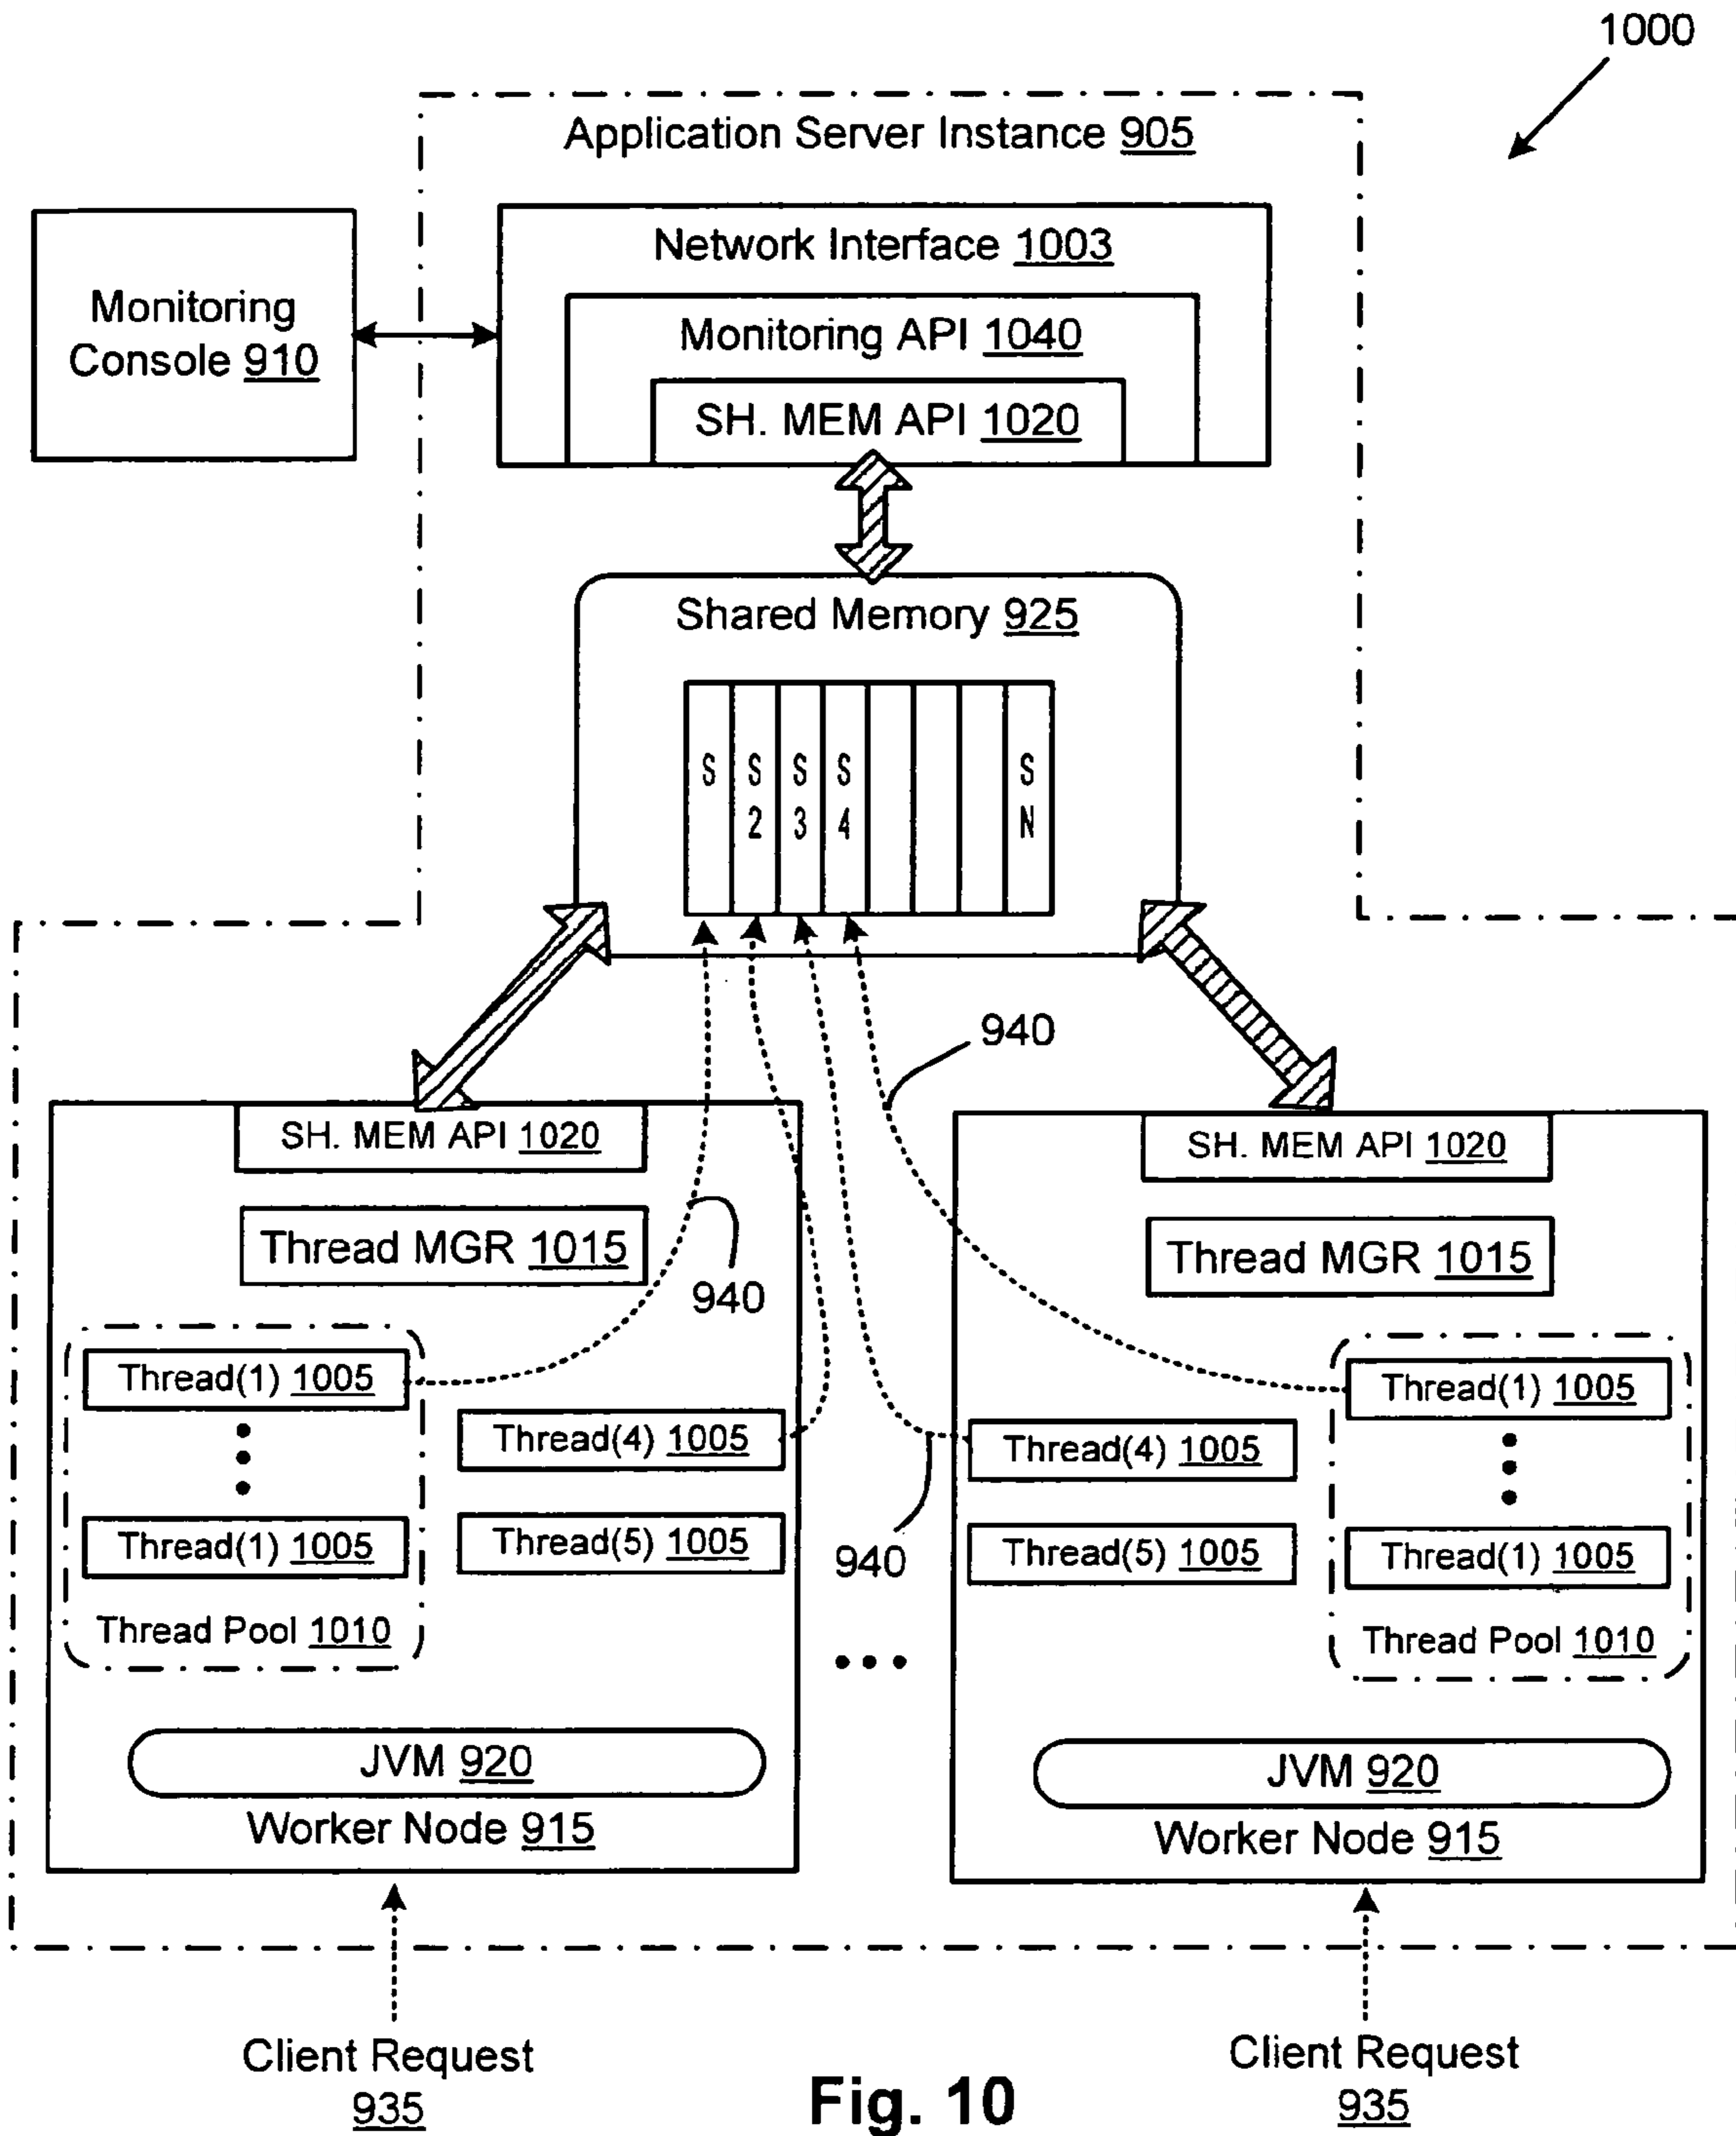 1000
Application Server Instance 905
Network Interface 1003
Monitoring
Console 910
Monitoring API 1040
SH. MEM API 1020
Shared Memory 925
S
S
2
S
3
S
4
S
N
940
SH. MEM API 1020
Thread MGR 1015
940
Thread(1) 1005
Thread(4) 1005
Thread(1) 1005
Thread(5) 1005
Thread Pool 1010
JVM 920
Worker Node 915
SH. MEM API 1020
Thread MGR 1015
Thread(1) 1005
Thread(4) 1005
940
Thread(5) 1005
Thread(1) 1005
Thread Pool 1010
JVM 920
Worker Node 915
Client Request
935
Client Request
935
Fig. 10